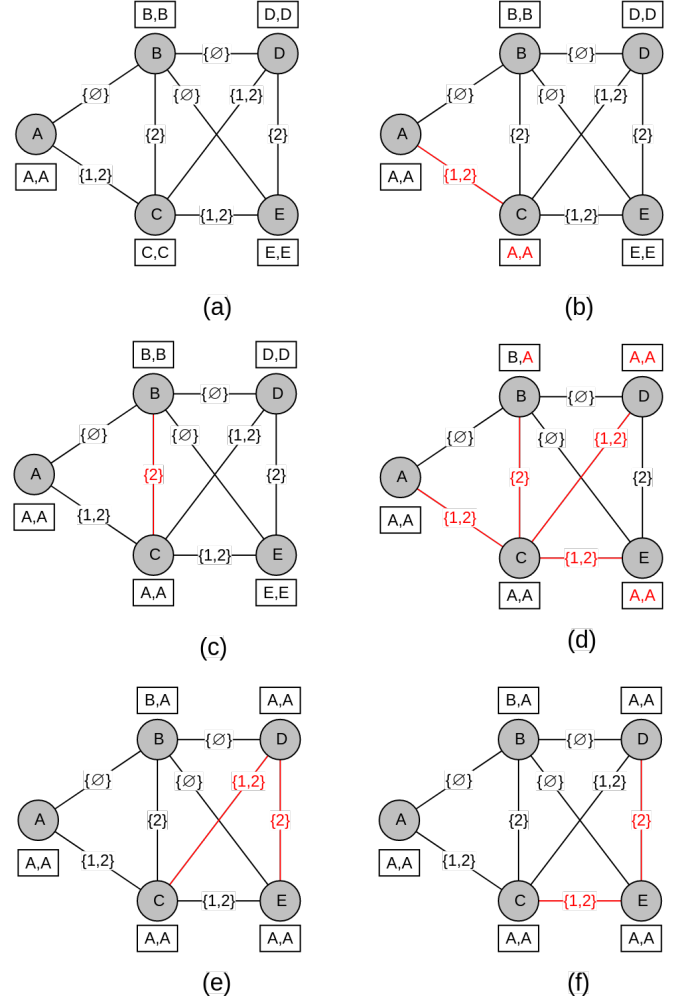 B,B D,D B,B D,D
B {∅} D B {∅} D
{∅} {∅} {1,2} {∅} {∅} {1,2}
A {2} {2} A {2} {2}
A,A {1,2} A,A {1,2}
C {1,2} E C {1,2} E
C,C E,E A,A E,E
(a) (b)
B,B D,D B,A A,A
B {∅} D B {∅} D
{∅} {∅} {1,2} {∅} {∅} {1,2}
A {2} {2} A {2} {2}
A,A {1,2} A,A {1,2}
C {1,2} E C {1,2} E
A,A E,E A,A A,A
(c) (d)
B,A A,A B,A A,A
B {∅} D B {∅} D
{∅} {∅} {1,2} {∅} {∅} {1,2}
A {2} {2} A {2} {2}
A,A {1,2} A,A {1,2}
C {1,2} E C {1,2} E
A,A A,A A,A A,A
(e) (f)